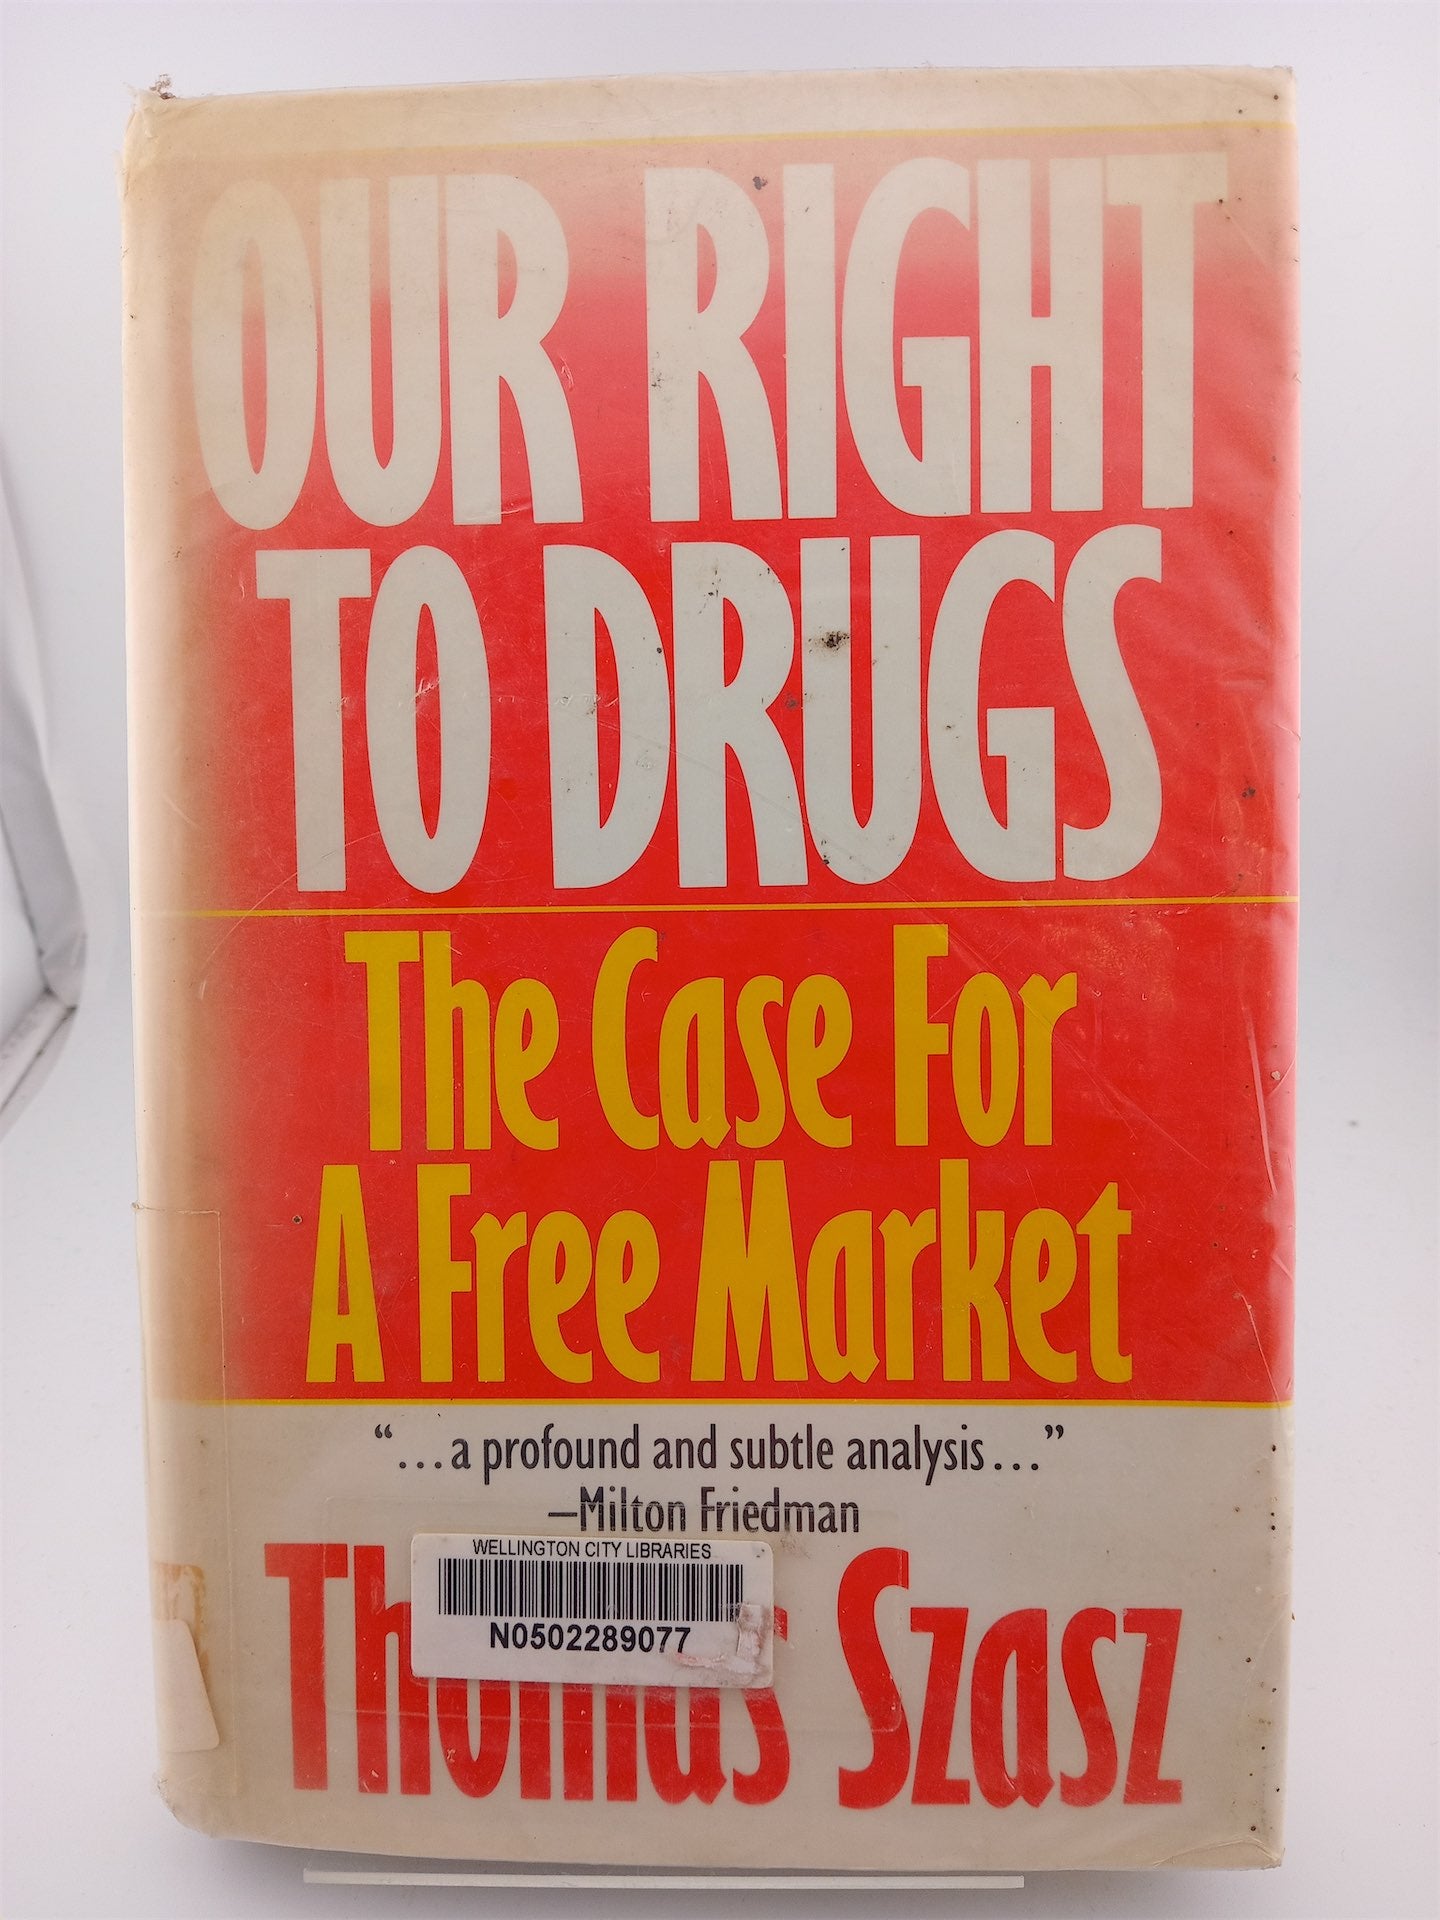 OUR RIGHT
TO DRUGS
The Case For
A Free Market
“...a profound and subtle analysis...”
—Milton Friedman
WELLINGTON CITY LIBRARIES
N0502289077
Thomas Szasz